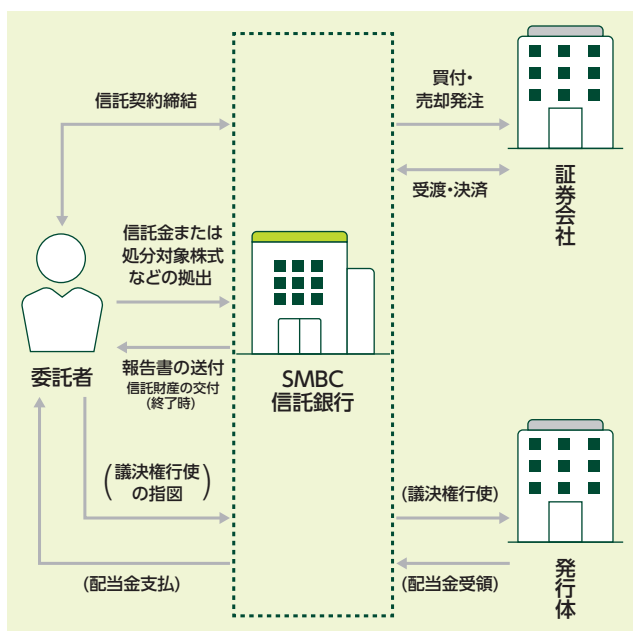 信託契約締結
買付・
売却発注
受渡・決済
証券会社
信託金または
処分対象株式
などの拠出
報告書の送付
信託財産の交付
(終了時)
委託者
SMBC
信託銀行
(議決権行使
の指図)
(議決権行使)
(配当金支払)
(配当金受領)
発行体